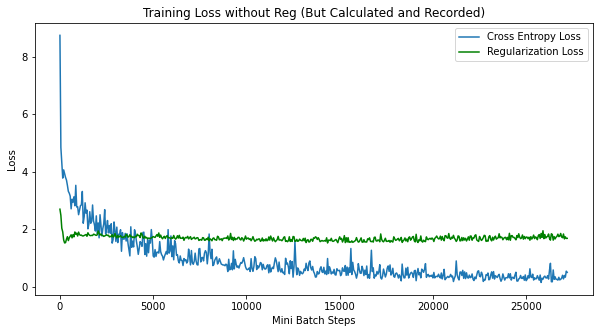 Training Loss without Reg (But Calculated and Recorded)
Cross Entropy Loss
Regularization Loss
8
6
4
2
0
Loss
0 5000 10000 15000 20000 25000
Mini Batch Steps